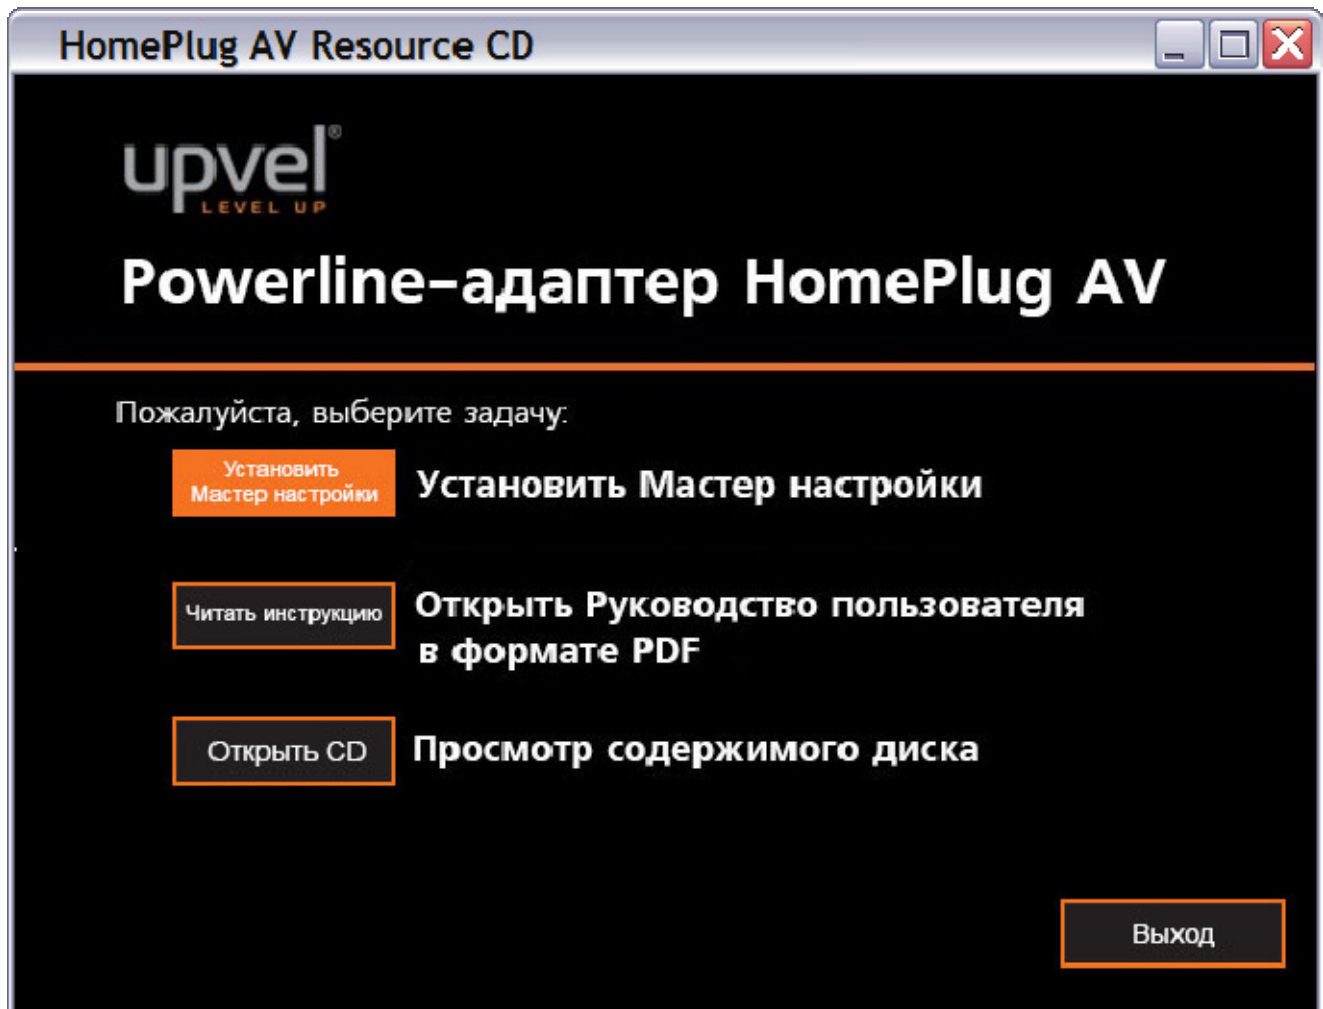 HomePlug AV Resource CD
upvel®
LEVEL UP
Powerline-адаптер HomePlug AV
Пожалуйста, выберите задачу:
Установить
Мастер настройки
Установить Мастер настройки
Читать инструкцию
Открыть Руководство пользователя
в формате PDF
Открыть CD
Просмотр содержимого диска
Выход